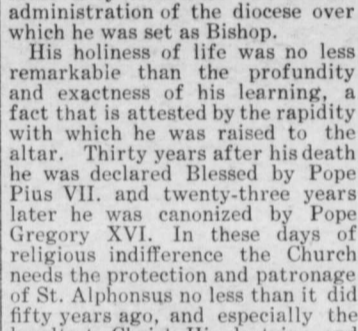 administration of the diocese over
which he was set as Bishop.
His holiness of life was no less
remarkable than the profundity
and exactness of his learning, a
fact that is attested by the rapidity
with which he was raised to the
altar. Thirty years after his death
he was declared Blessed by Pope
Pius VII. and twenty-three years
later he was canonized by Pope
Gregory XVI. In these days of
religious indifference the Church
needs the protection and patronage
of St. Alphonsus no less than it did
fifty years ago, and especially the